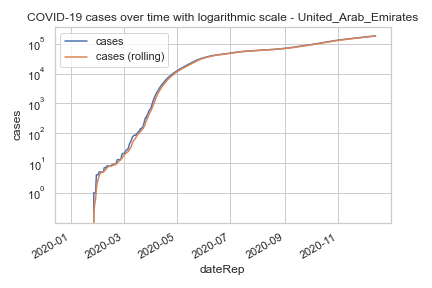 COVID-19 cases over time with logarithmic scale - United_Arab_Emirates
cases
cases (rolling)
10^5
10^4
10^3
10^2
10^1
10^0
cases
2020-01
2020-03
2020-05
2020-07
2020-09
2020-11
dateRep